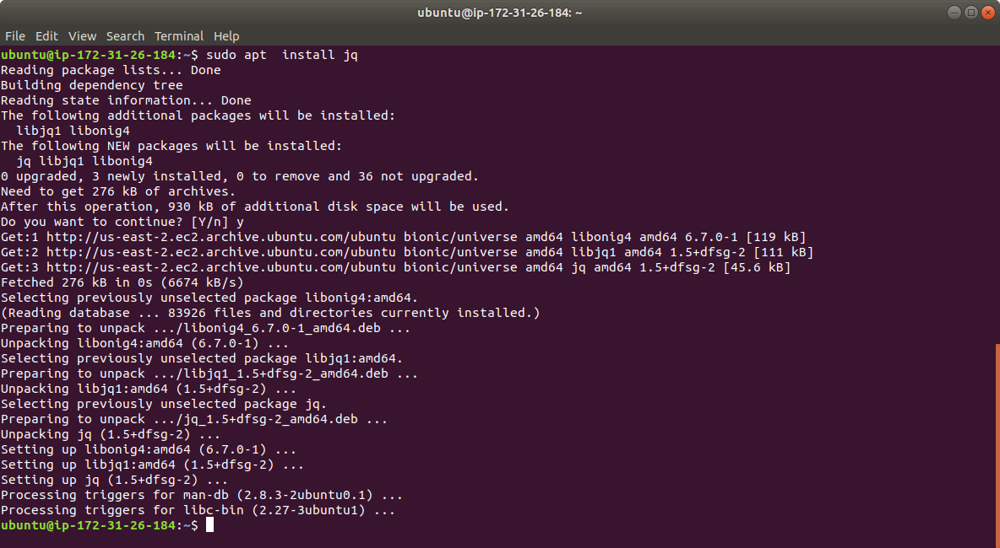 ubuntu@ip-172-31-26-184: ~
File Edit View Search Terminal Help
ubuntu@ip-172-31-26-184:~$ sudo apt  install jq
Reading package lists... Done
Building dependency tree
Reading state information... Done
The following additional packages will be installed:
  libjq1 libonig4
The following NEW packages will be installed:
  jq libjq1 libonig4
0 upgraded, 3 newly installed, 0 to remove and 36 not upgraded.
Need to get 276 kB of archives.
After this operation, 930 kB of additional disk space will be used.
Do you want to continue? [Y/n] y
Get:1 http://us-east-2.ec2.archive.ubuntu.com/ubuntu bionic/universe amd64 libonig4 amd64 6.7.0-1 [119 kB]
Get:2 http://us-east-2.ec2.archive.ubuntu.com/ubuntu bionic/universe amd64 libjq1 amd64 1.5+dfsg-2 [111 kB]
Get:3 http://us-east-2.ec2.archive.ubuntu.com/ubuntu bionic/universe amd64 jq amd64 1.5+dfsg-2 [45.6 kB]
Fetched 276 kB in 0s (6674 kB/s)
Selecting previously unselected package libonig4:amd64.
(Reading database ... 83926 files and directories currently installed.)
Preparing to unpack .../libonig4_6.7.0-1_amd64.deb ...
Unpacking libonig4:amd64 (6.7.0-1) ...
Selecting previously unselected package libjq1:amd64.
Preparing to unpack .../libjq1_1.5+dfsg-2_amd64.deb ...
Unpacking libjq1:amd64 (1.5+dfsg-2) ...
Selecting previously unselected package jq.
Preparing to unpack .../jq_1.5+dfsg-2_amd64.deb ...
Unpacking jq (1.5+dfsg-2) ...
Setting up libonig4:amd64 (6.7.0-1) ...
Setting up libjq1:amd64 (1.5+dfsg-2) ...
Setting up jq (1.5+dfsg-2) ...
Processing triggers for man-db (2.8.3-2ubuntu0.1) ...
Processing triggers for libc-bin (2.27-3ubuntu1) ...
ubuntu@ip-172-31-26-184:~$